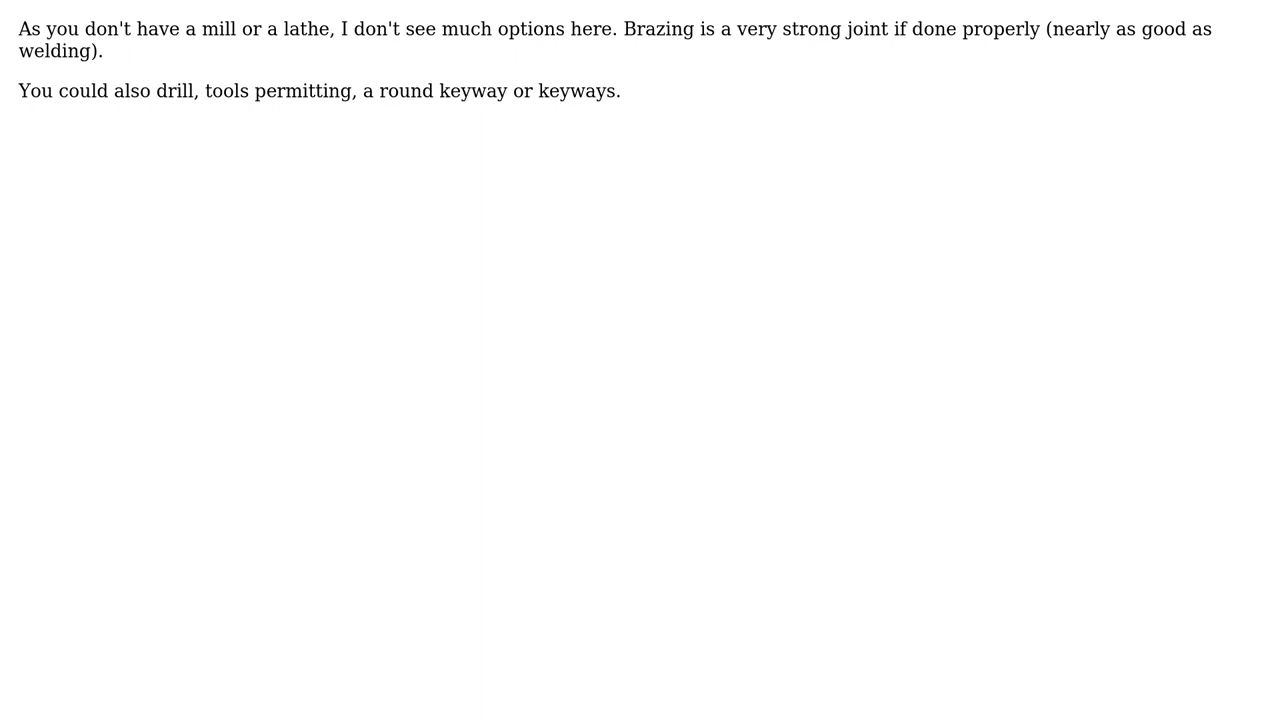 As you don't have a mill or a lathe, I don't see much options here. Brazing is a very strong joint if done properly (nearly as good as
welding).
You could also drill, tools permitting, a round keyway or keyways.